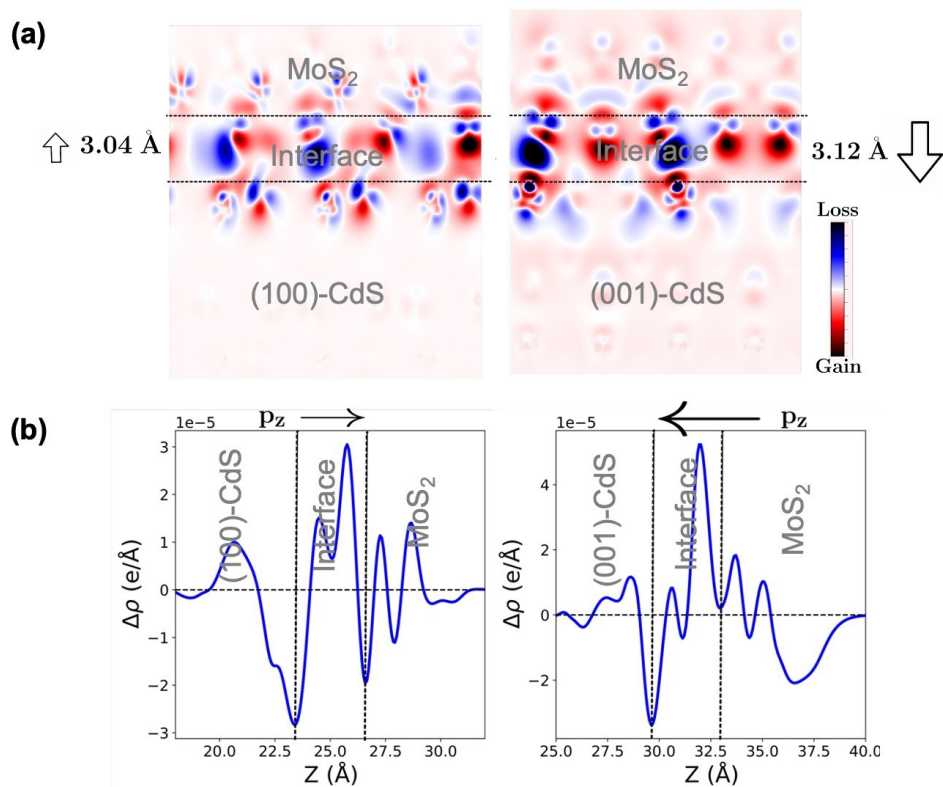 (a)
MoS₂
Interface
(100)-CdS
3.04 Å
MoS₂
Interface
(001)-CdS
3.12 Å
Loss
Gain
(b)
1e-5
p_z
(100)-CdS
Interface
MoS₂
Δρ (e/Å)
3
2
1
0
−1
−2
−3
20.0 22.5 25.0 27.5 30.0
Z (Å)
1e-5
p_z
(001)-CdS
Interface
MoS₂
Δρ (e/Å)
4
2
0
−2
25.0 27.5 30.0 32.5 35.0 37.5 40.0
Z (Å)